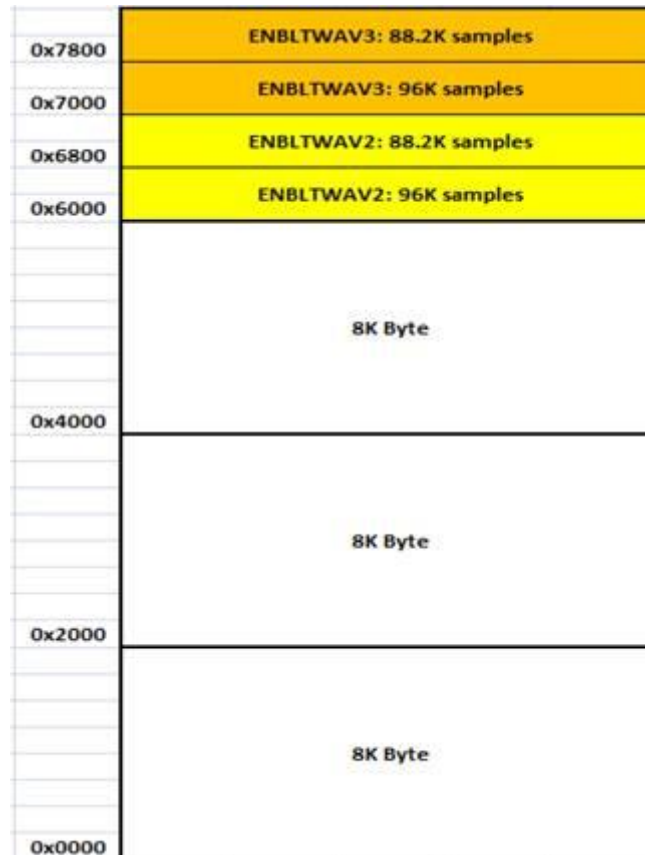 ENBLTWAV3: 88.2K samples
0x7800
ENBLTWAV3: 96K samples
0x7000
ENBLTWAV2: 88.2K samples
0x6800
ENBLTWAV2: 96K samples
0x6000
8K Byte
0x4000
8K Byte
0x2000
8K Byte
0x0000